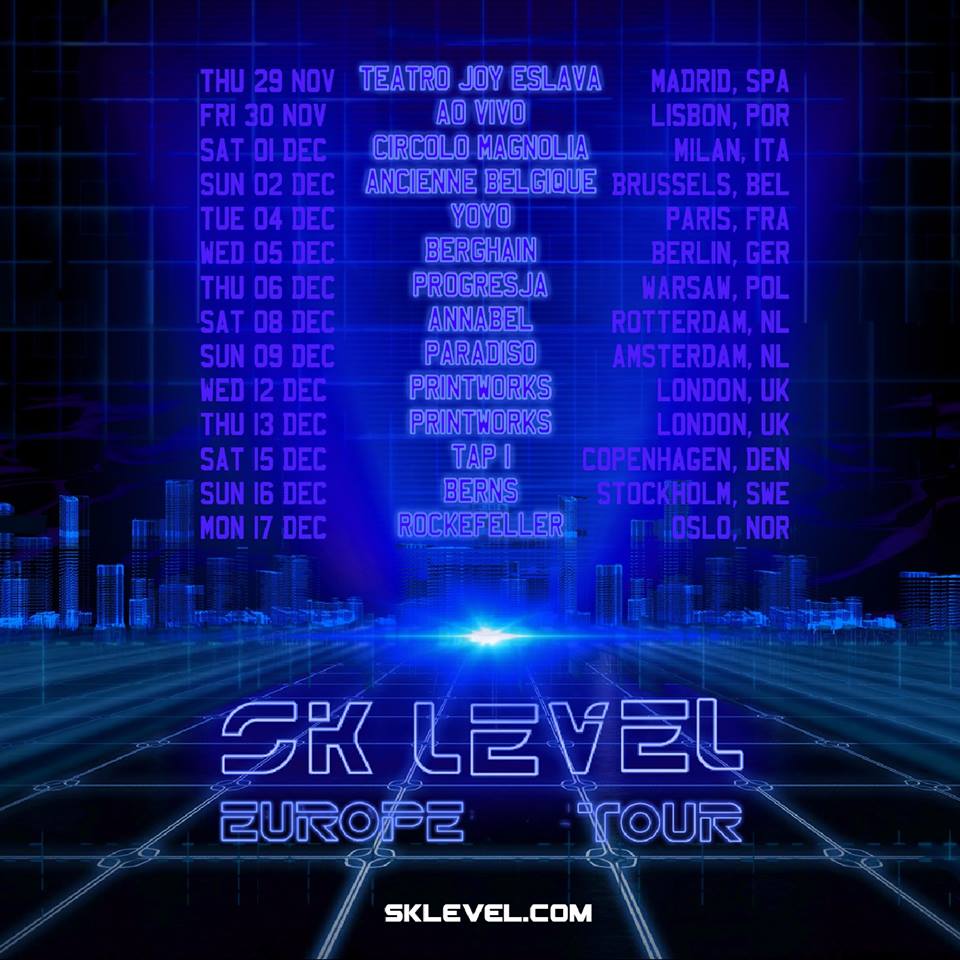 THU 29 NOV TEATRO JOY ESLAVA MADRID, SPA
FRI 30 NOV AO VIVO LISBON, POR
SAT 01 DEC CIRCOLO MAGNOLIA MILAN, ITA
SUN 02 DEC ANCIENNE BELGIQUE BRUSSELS, BEL
TUE 04 DEC YOYO PARIS, FRA
WED 05 DEC BERGHAIN BERLIN, GER
THU 06 DEC PROGRESJA WARSAW, POL
SAT 08 DEC ANNABEL ROTTERDAM, NL
SUN 09 DEC PARADISO AMSTERDAM, NL
WED 12 DEC PRINTWORKS LONDON, UK
THU 13 DEC PRINTWORKS LONDON, UK
SAT 15 DEC TAP 1 COPENHAGEN, DEN
SUN 16 DEC BERNS STOCKHOLM, SWE
MON 17 DEC ROCKEFELLER OSLO, NOR
SK LEVEL
EUROPE TOUR
SKLEVEL.COM